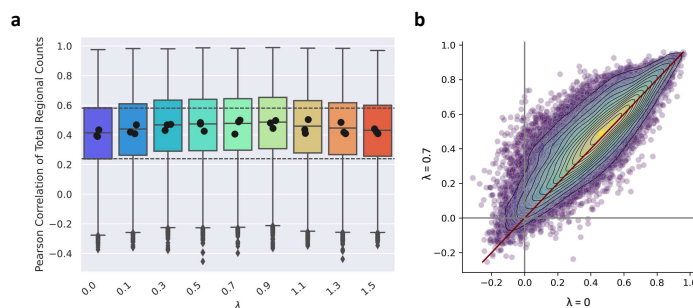 a
Pearson Correlation of Total Regional Counts
1.0
0.8
0.6
0.4
0.2
0.0
−0.2
−0.4
0.0 0.1 0.3 0.5 0.7 0.9 1.1 1.3 1.5
λ
b
λ = 0.7
1.0
0.8
0.6
0.4
0.2
0.0
−0.2
−0.4 −0.2 0.0 0.2 0.4 0.6 0.8 1.0
λ = 0